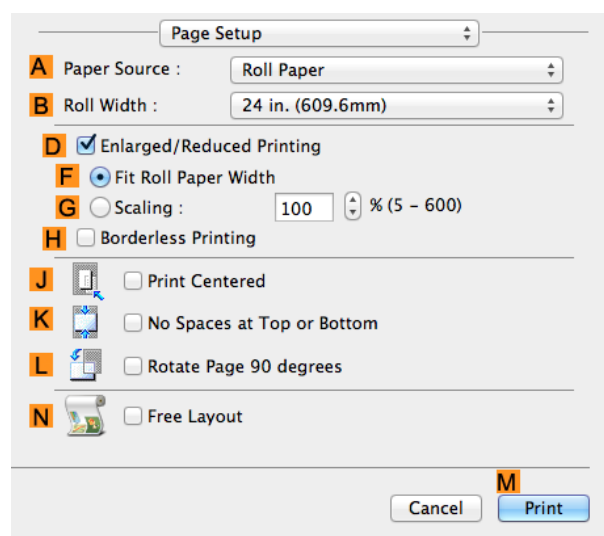 Page Setup
A Paper Source : Roll Paper
B Roll Width : 24 in. (609.6mm)
D Enlarged/Reduced Printing
F Fit Roll Paper Width
G Scaling : 100 % (5 - 600)
H Borderless Printing
J Print Centered
K No Spaces at Top or Bottom
L Rotate Page 90 degrees
N Free Layout
M
Cancel Print